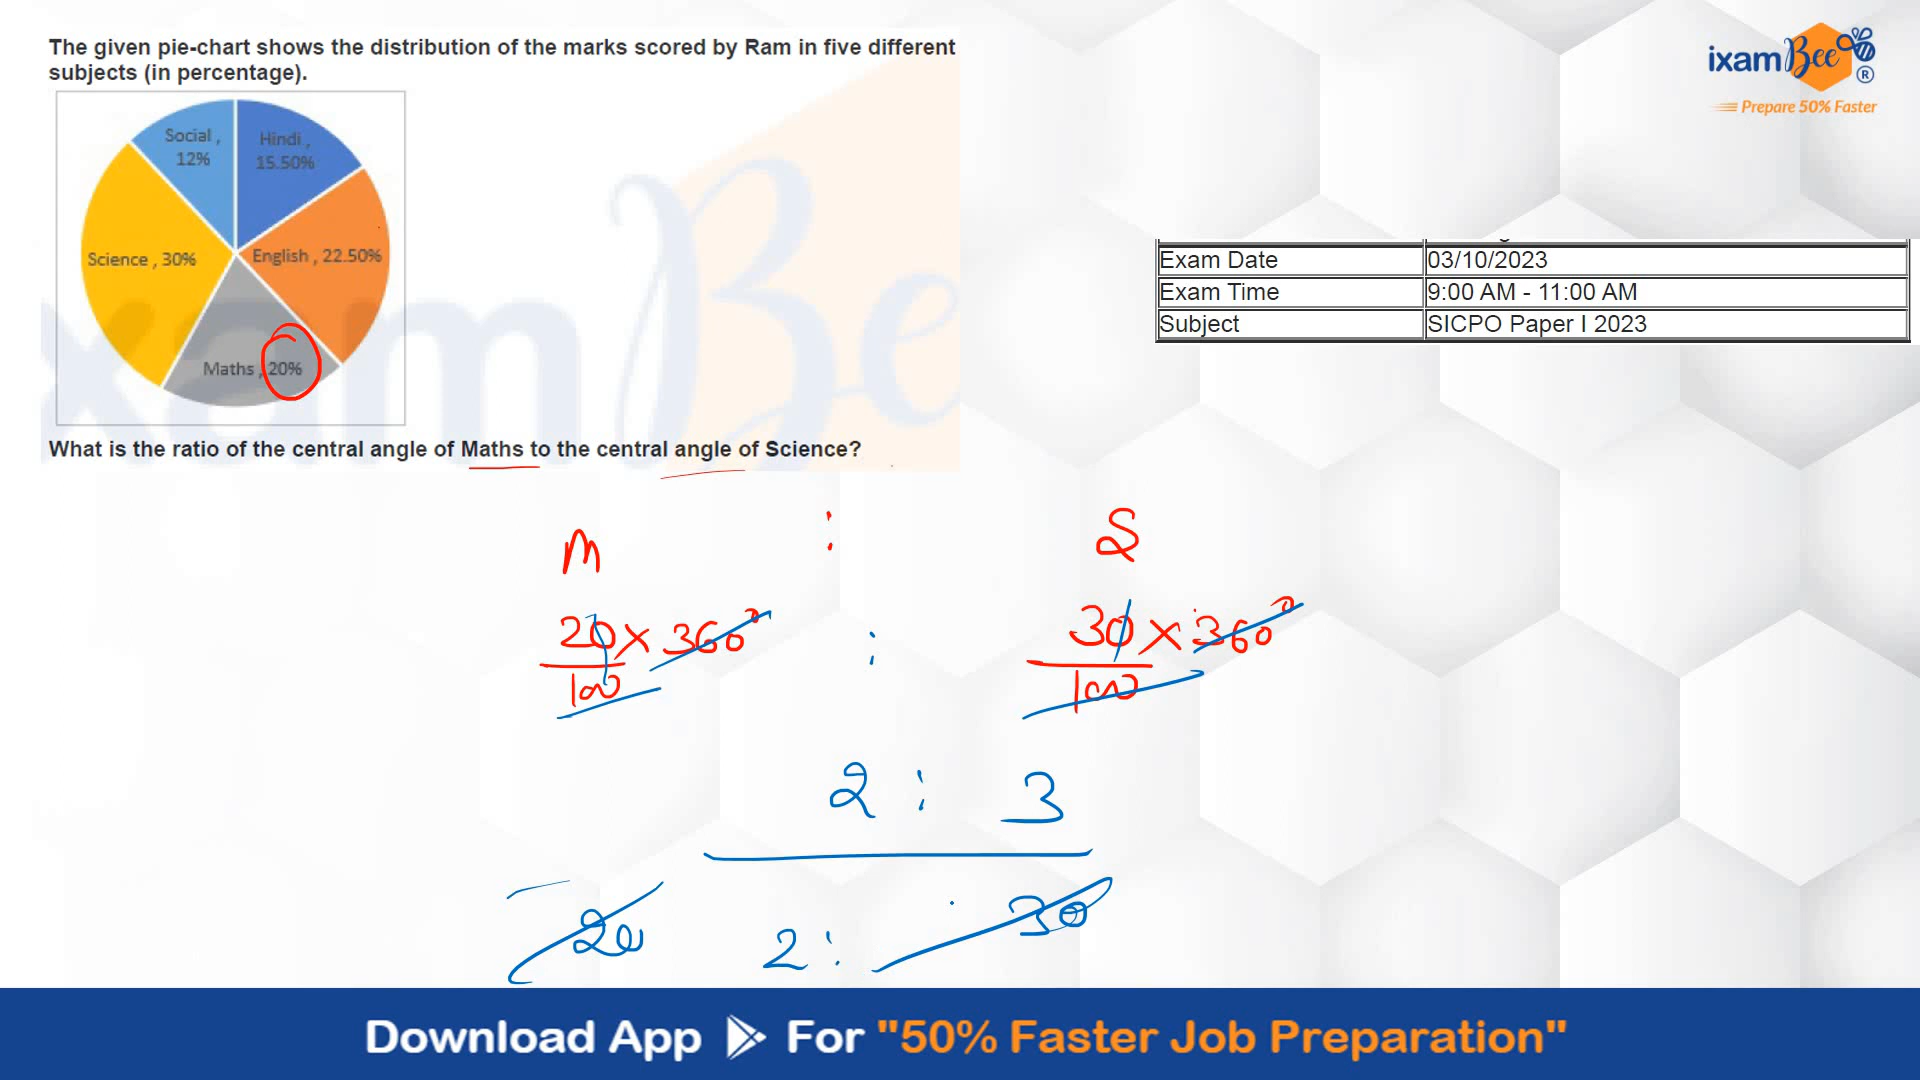 The given pie-chart shows the distribution of the marks scored by Ram in five different
subjects (in percentage).
ixamBee
®
Prepare 50% Faster
Social ,
12%
Hindi ,
15.50%
Science , 30%
English , 22.50%
Maths , 20%
Exam Date 03/10/2023
Exam Time 9:00 AM - 11:00 AM
Subject SICPO Paper I 2023
What is the ratio of the central angle of Maths to the central angle of Science?
M : S
20 × 360° : 30 × 360°
100 100
2 : 3
20 2 : 30
Download App For "50% Faster Job Preparation"